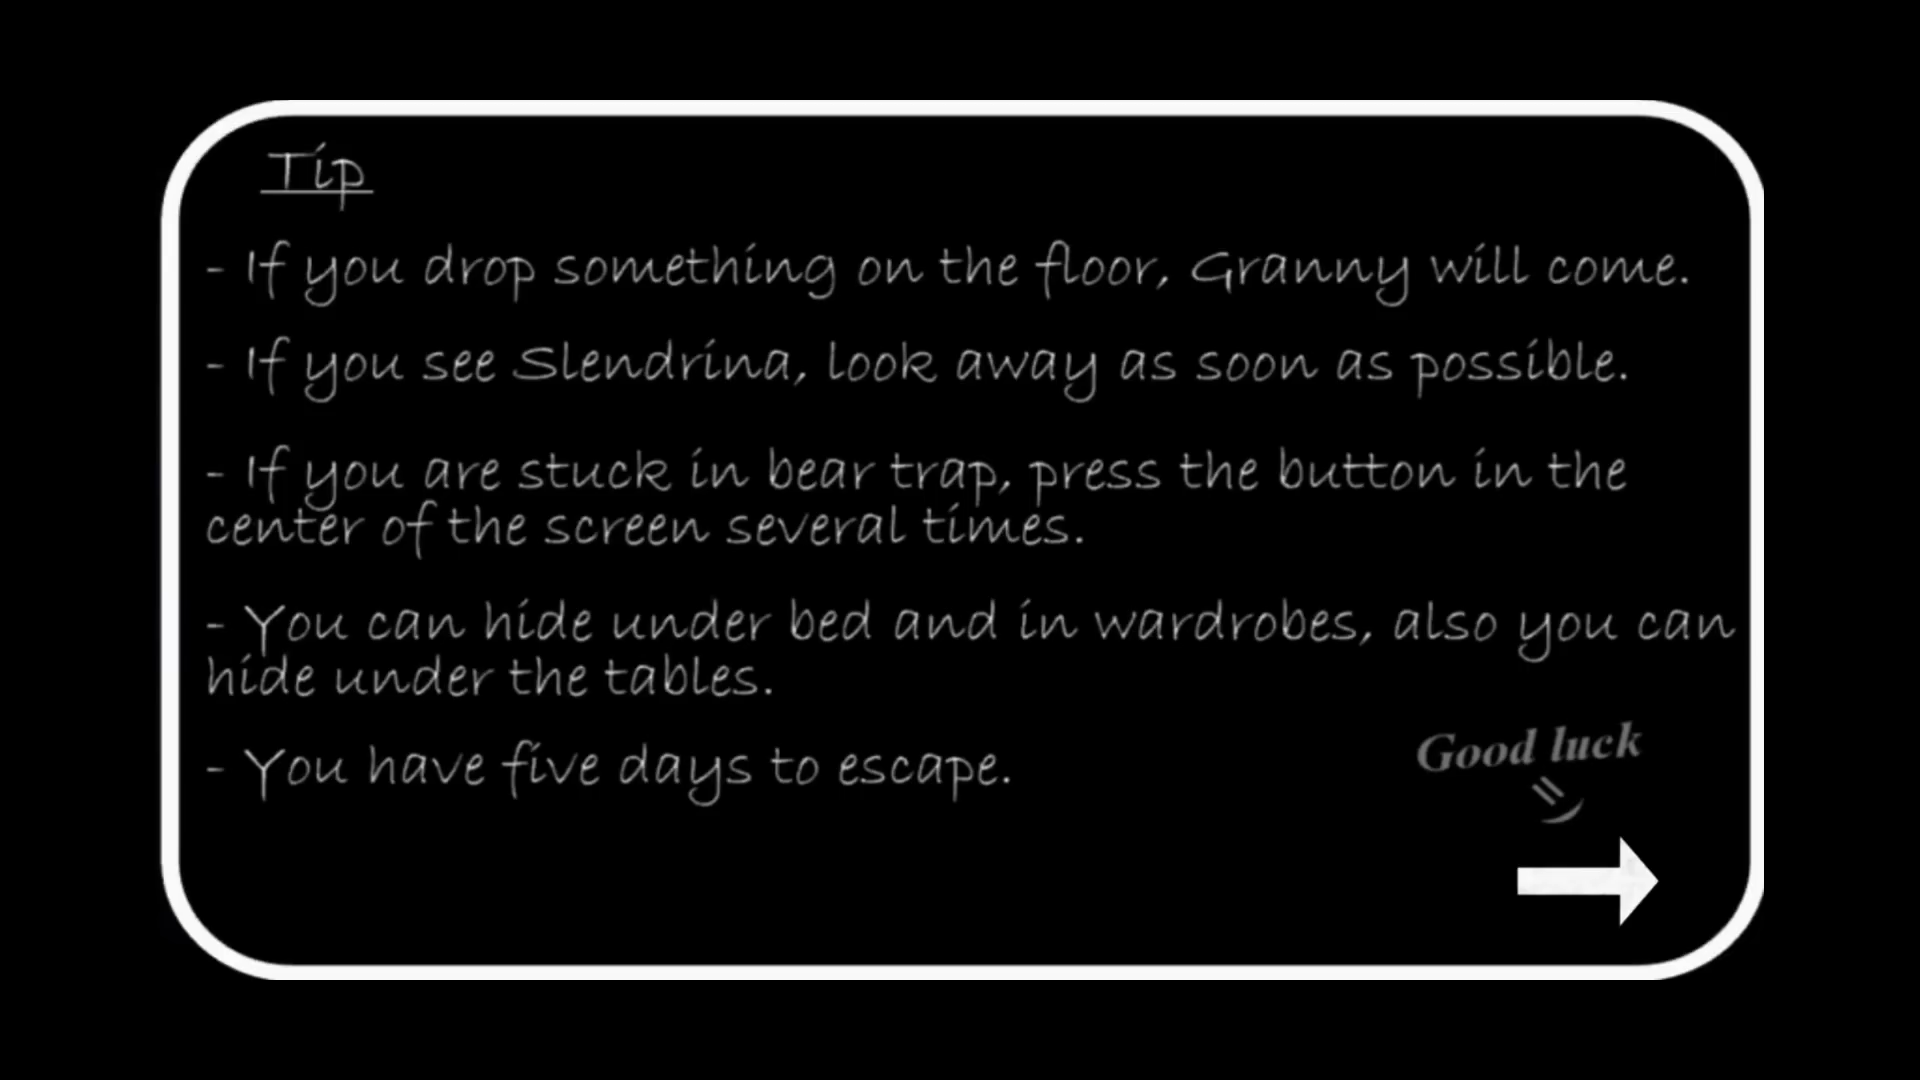 Tip
- If you drop something on the floor, Granny will come.
- If you see Slendrina, look away as soon as possible.
- If you are stuck in bear trap, press the button in the
center of the screen several times.
- You can hide under bed and in wardrobes, also you can
hide under the tables.
- You have five days to escape.
Good luck
=)